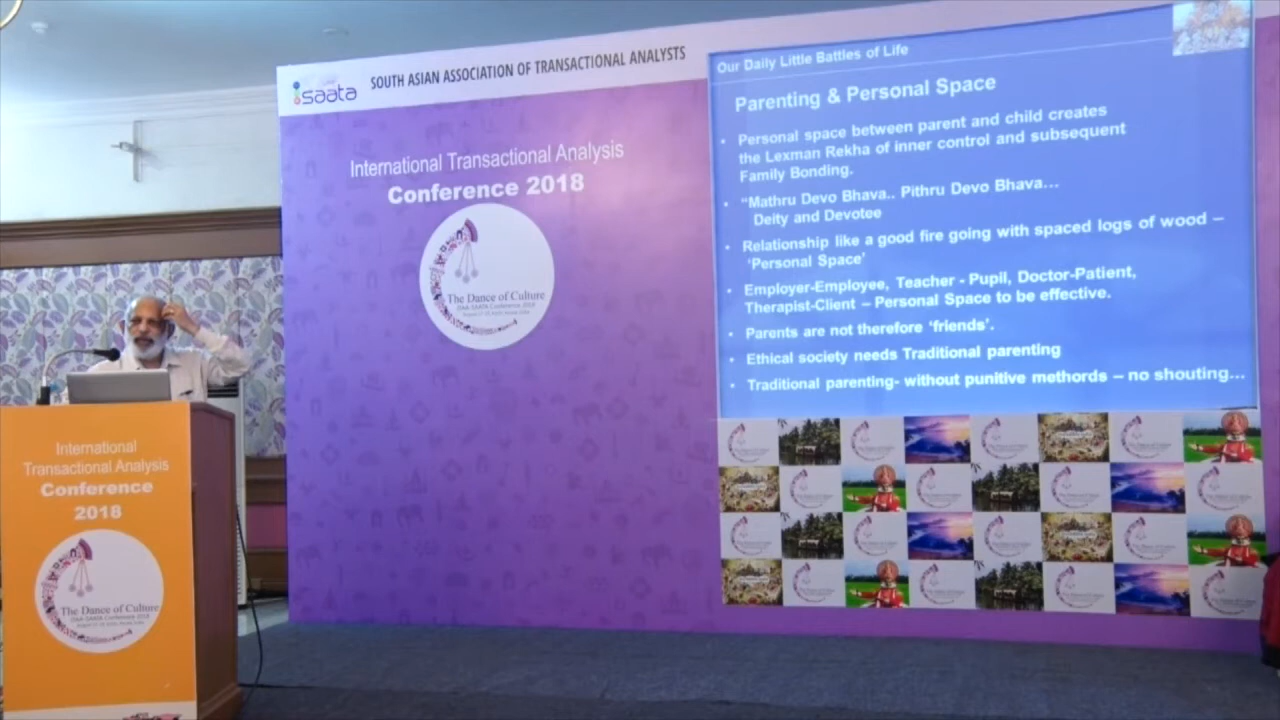 saata
SOUTH ASIAN ASSOCIATION OF TRANSACTIONAL ANALYSTS
International Transactional Analysis
Conference 2018
The Dance of Culture
Our Daily Little Battles of Life
Parenting & Personal Space
• Personal space between parent and child creates
the Lexman Rekha of inner control and subsequent
Family Bonding.
• “Mathru Devo Bhava.. Pithru Devo Bhava...
Deity and Devotee
• Relationship like a good fire going with spaced logs of wood –
‘Personal Space’
• Employer-Employee, Teacher - Pupil, Doctor-Patient,
Therapist-Client – Personal Space to be effective.
• Parents are not therefore ‘friends’.
• Ethical society needs Traditional parenting
• Traditional parenting- without punitive methords – no shouting...
International
Transactional Analysis
Conference
2018
The Dance of Culture